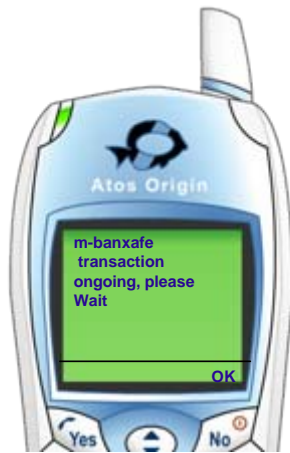 Atos Origin
m-banxafe
transaction
ongoing, please
Wait
OK
Yes
No